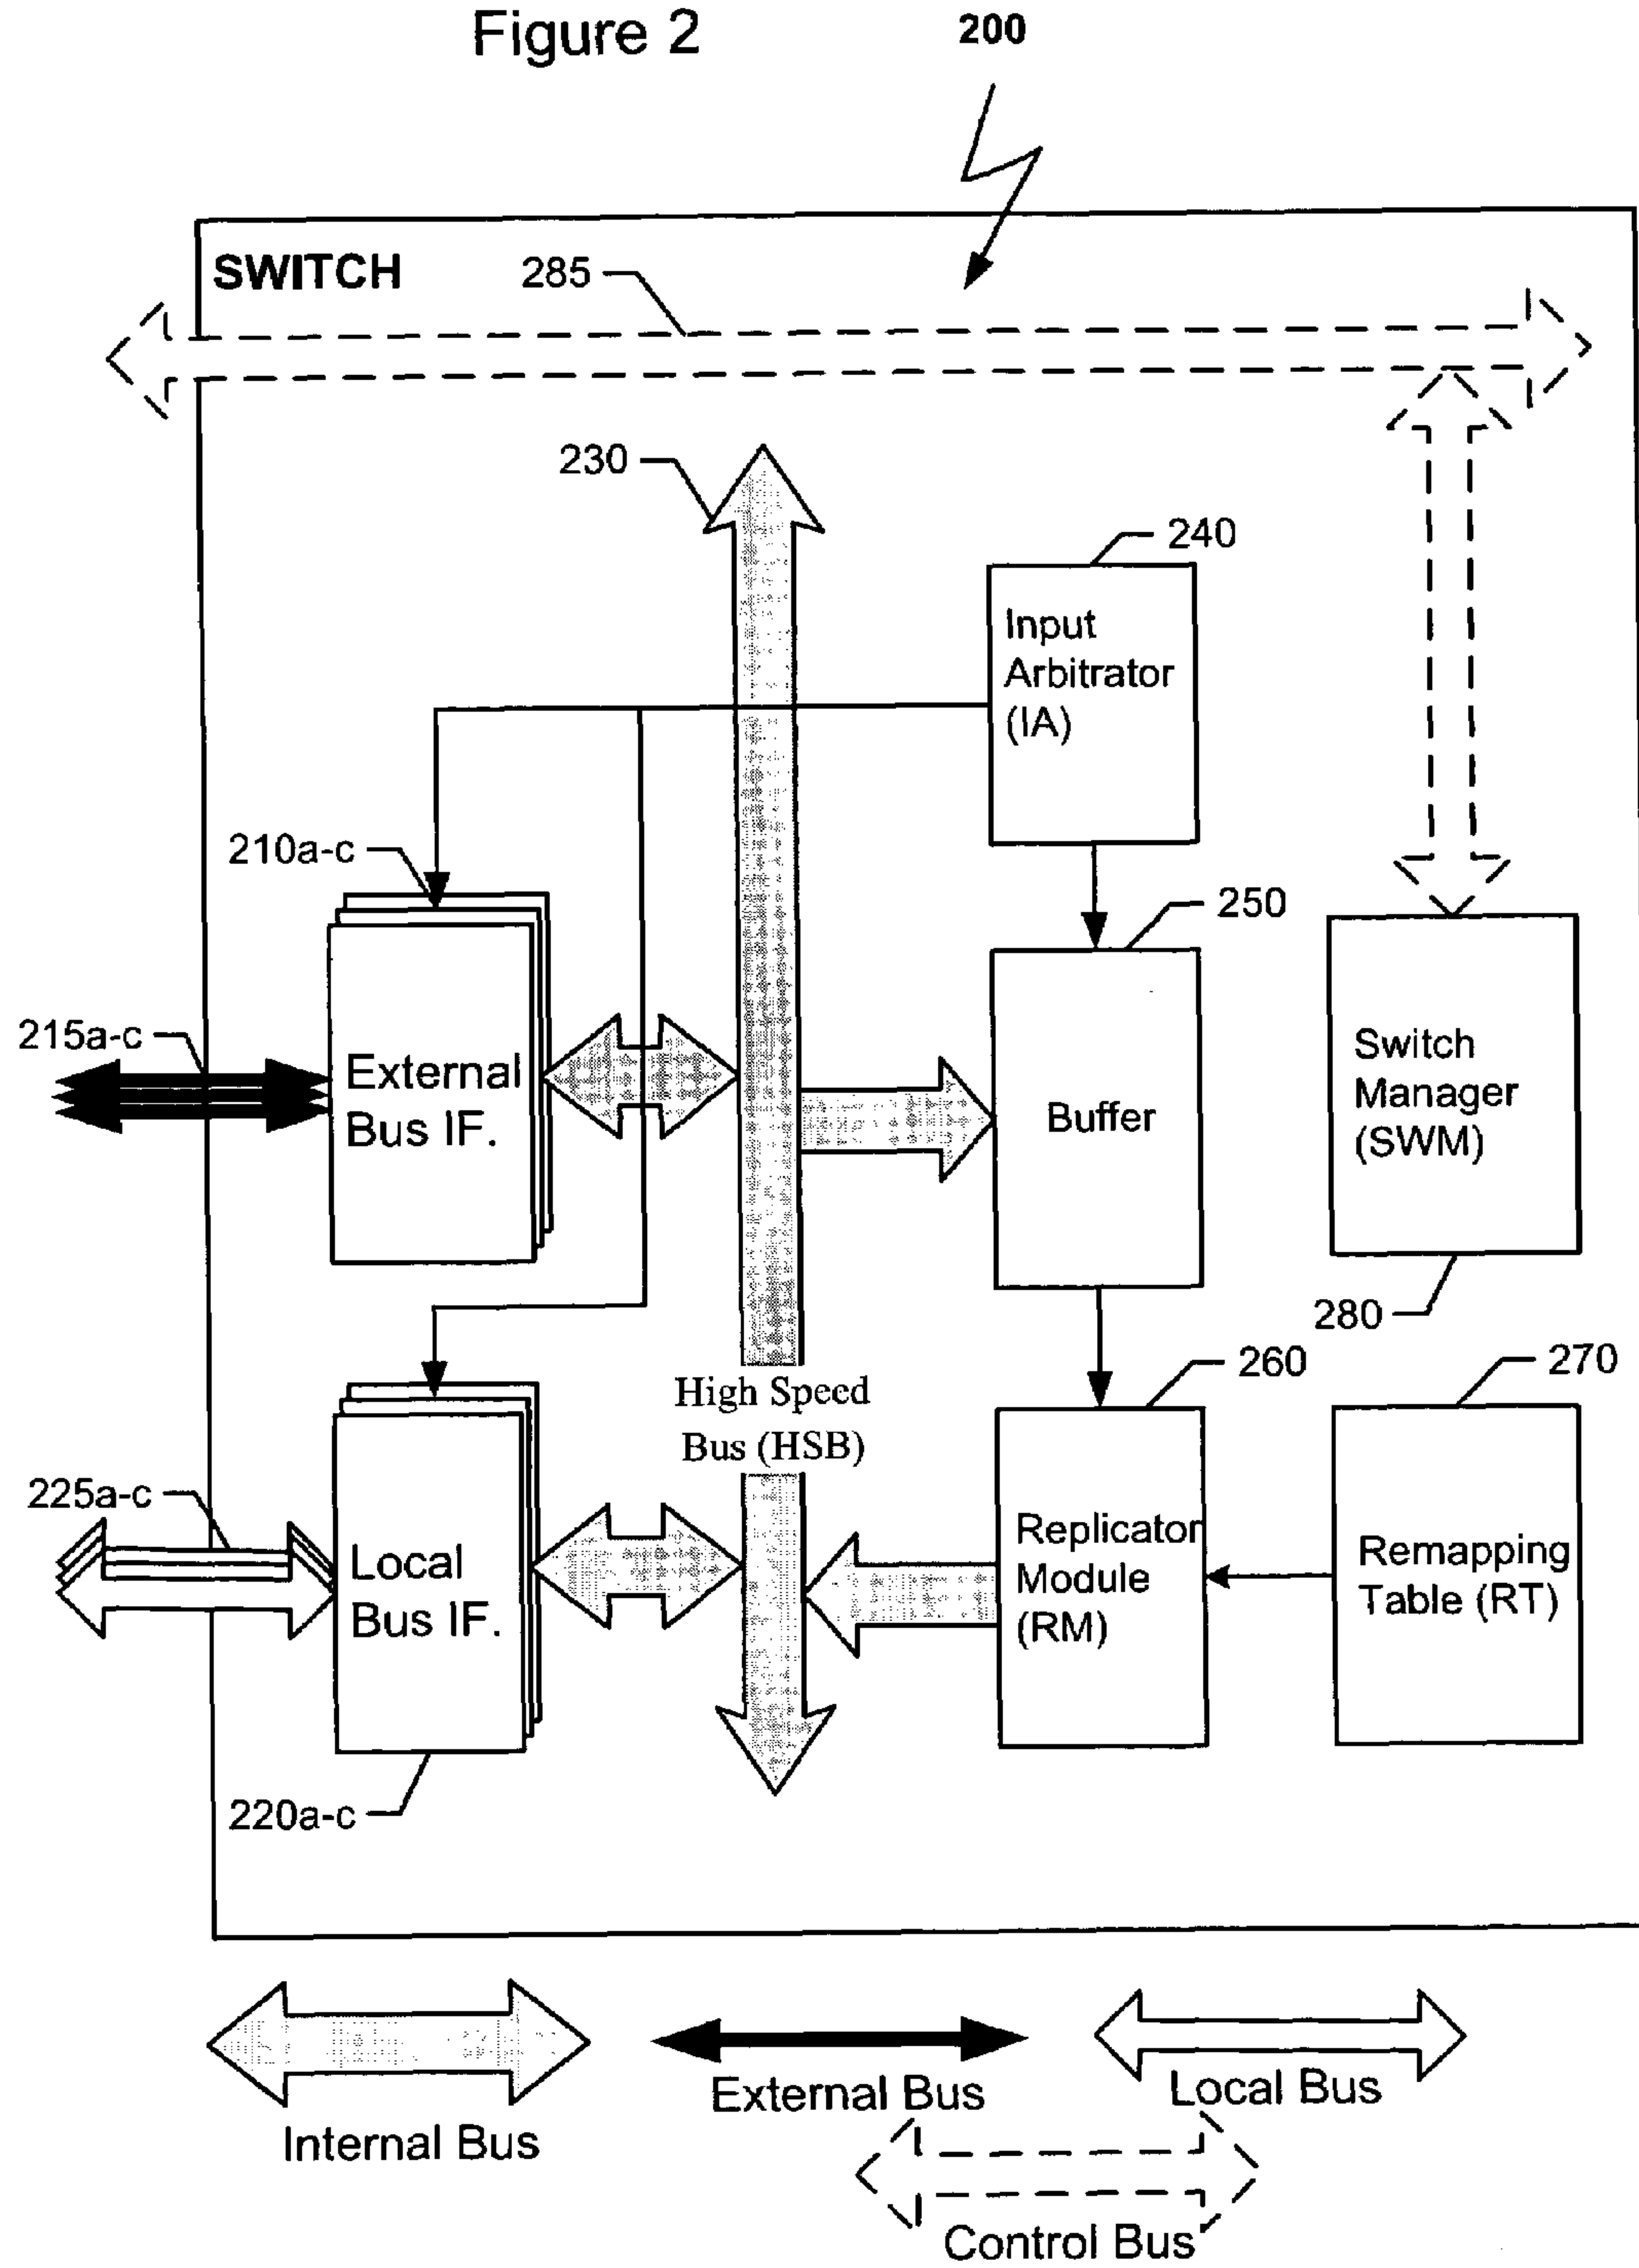 Figure 2
200
SWITCH
285
230
240
Input
Arbitrator
(IA)
210a-c
250
215a-c
External
Bus IF.
Buffer
Switch
Manager
(SWM)
280
260
270
High Speed
Bus (HSB)
225a-c
Local
Bus IF.
Replicator
Module
(RM)
Remapping
Table (RT)
220a-c
Internal Bus
External Bus
Local Bus
Control Bus